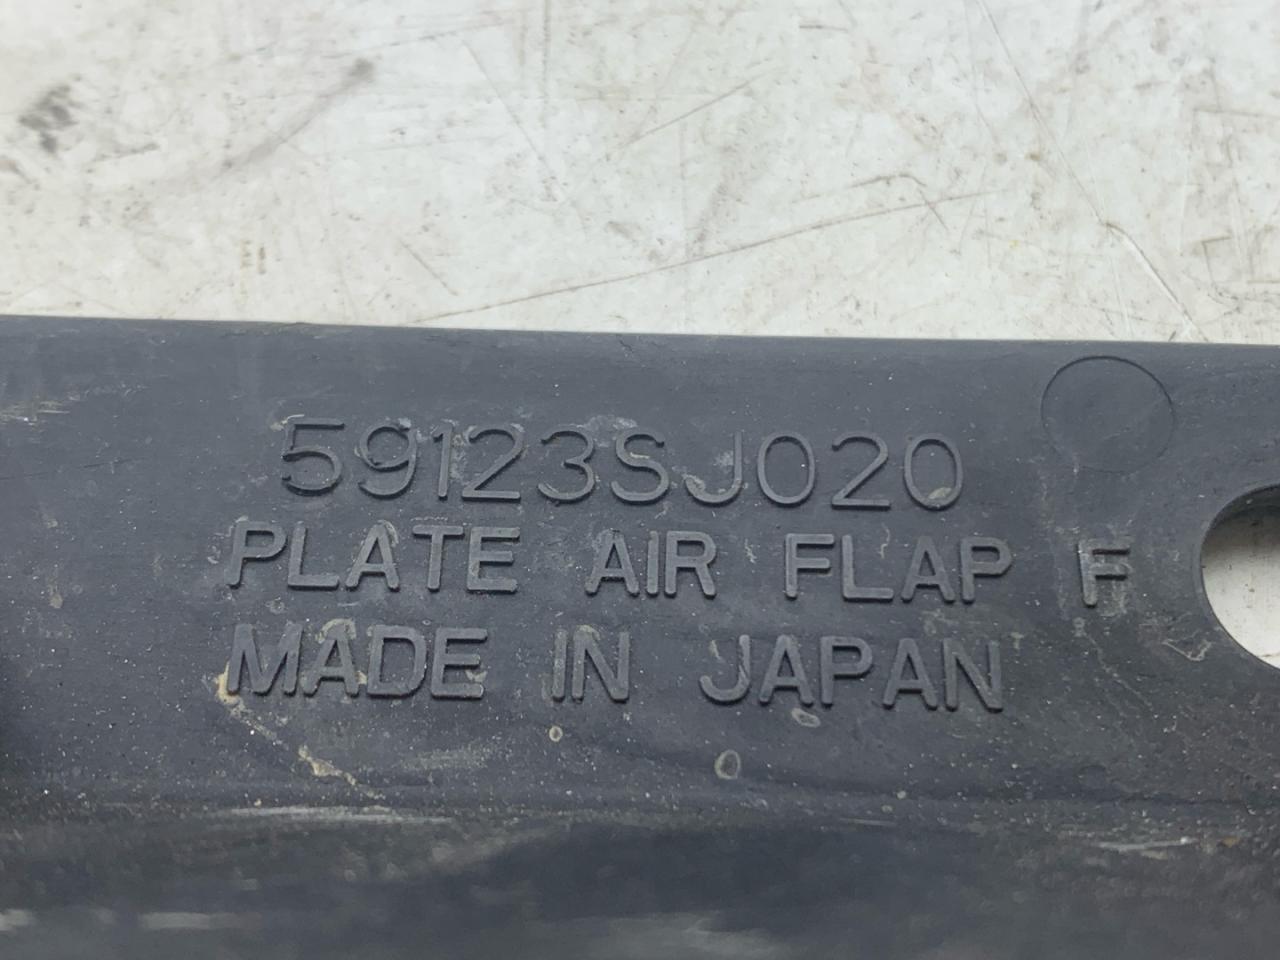 59123SJ020
PLATE AIR FLAP F
MADE IN JAPAN